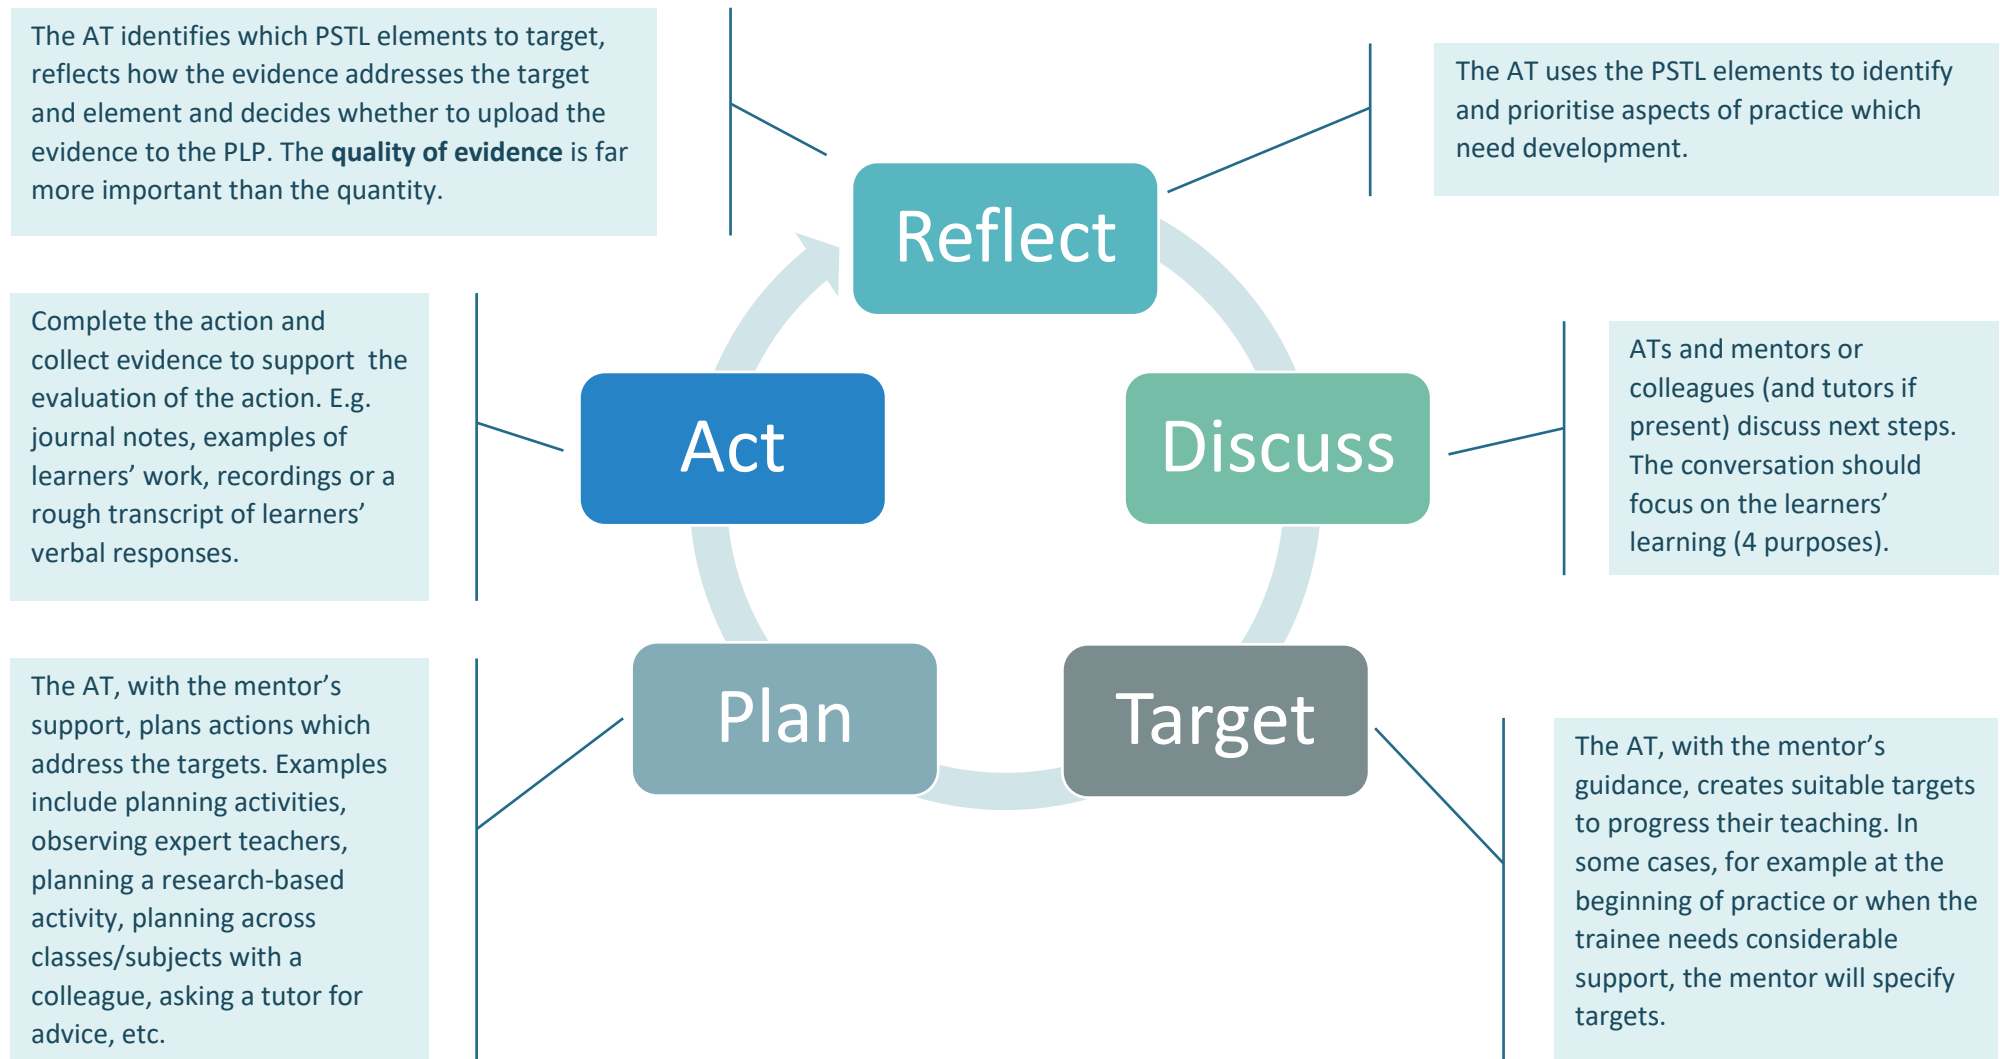 The AT identifies which PSTL elements to target,
reflects how the evidence addresses the target
and element and decides whether to upload the
evidence to the PLP. The quality of evidence is far
more important than the quantity.
The AT uses the PSTL elements to identify
and prioritise aspects of practice which
need development.
Reflect
Complete the action and
collect evidence to support the
evaluation of the action. E.g.
journal notes, examples of
learners’ work, recordings or a
rough transcript of learners’
verbal responses.
Act
Discuss
ATs and mentors or
colleagues (and tutors if
present) discuss next steps.
The conversation should
focus on the learners’
learning (4 purposes).
The AT, with the mentor’s
support, plans actions which
address the targets. Examples
include planning activities,
observing expert teachers,
planning a research-based
activity, planning across
classes/subjects with a
colleague, asking a tutor for
advice, etc.
Plan
Target
The AT, with the mentor’s
guidance, creates suitable targets
to progress their teaching. In
some cases, for example at the
beginning of practice or when the
trainee needs considerable
support, the mentor will specify
targets.